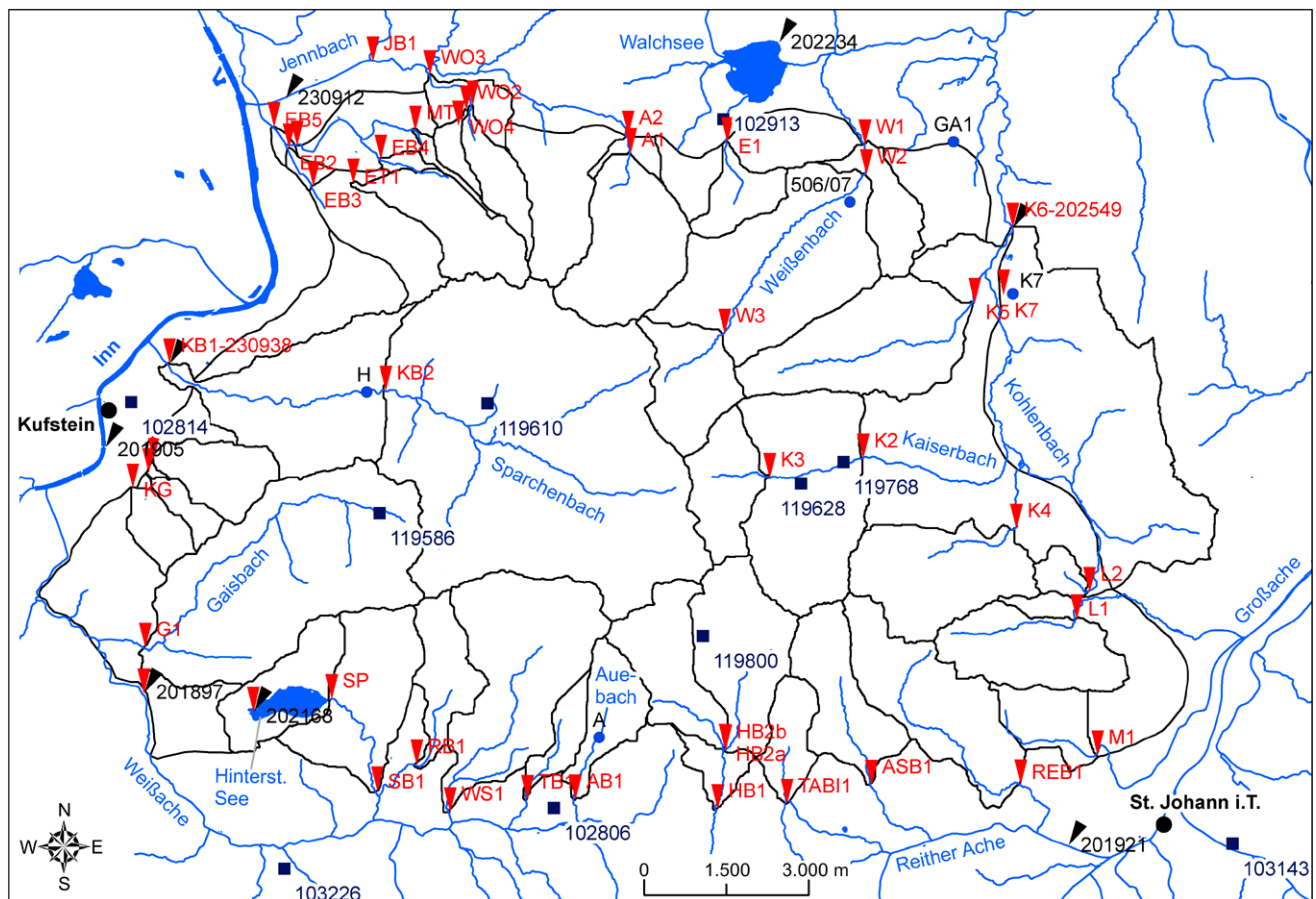 JB1
Jennbach
WO3
Walchsee
202234
230912
WO2
EB5
MT
WO4
A2
102913
W1
GA1
EB2
EB4
A1
E1
W2
ET1
EB3
506/07
K6-202549
Weißenbach
K7
K5
K7
W3
Inn
KB1-230938
H
KB2
Kohlenbach
Kufstein
102814
119610
201905
Kaiserbach
K2
KG
Sparchenbach
K3
119768
119628
K4
119586
Gaisbach
L2
L1
Großache
G1
119800
201897
SP
Aue-
bach
202168
A
HB2b
HB2a
M1
RB1
Hinterst.
See
SB1
TB1
AB1
ASB1
REB1
Weißache
WS1
HB1
TABI1
102806
St. Johann i.T.
N
W
E
S
0
1.500
3.000 m
Reither Ache
201921
103226
103143